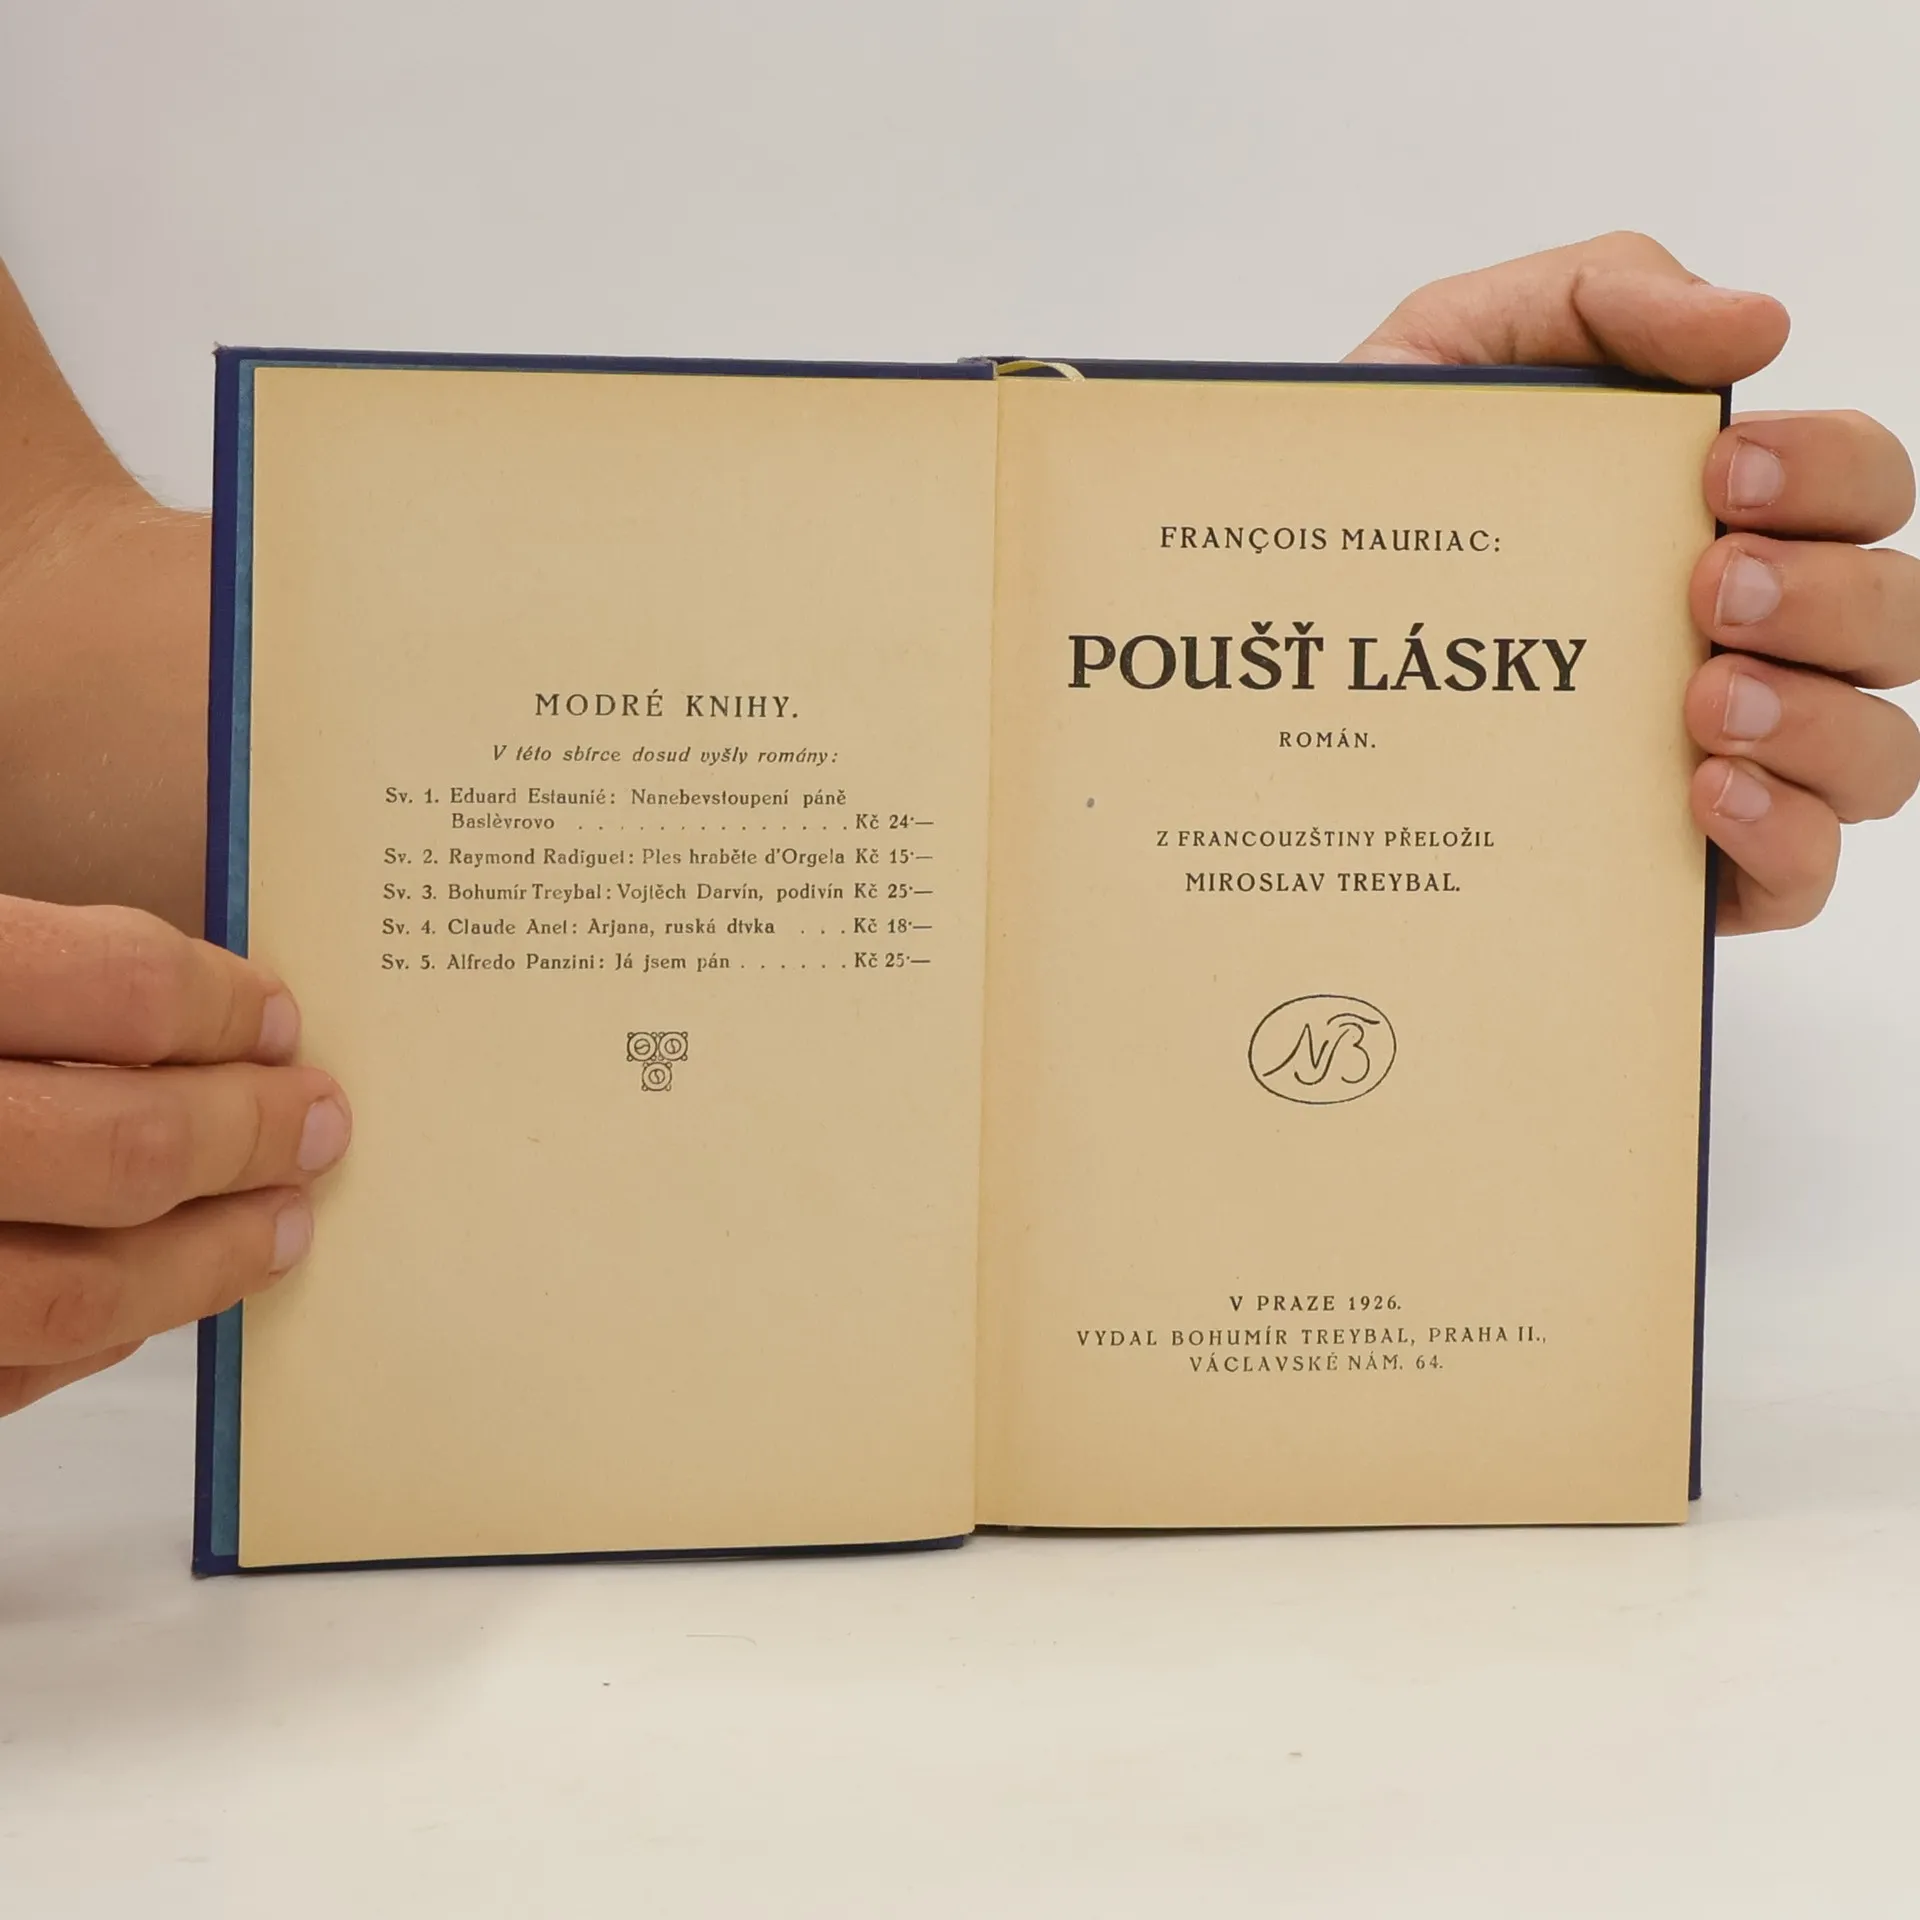 MODRÉ KNIHY.
V této sbírce dosud vyšly romány:
Sv. 1. Eduard Estaunié: Nanebevstoupení páně
Baslèvrovo . . . . . . . . . . . . . . Kč 24·—
Sv. 2. Raymond Radiguet: Ples hraběte d'Orgela Kč 15·—
Sv. 3. Bohumír Treybal: Vojtěch Darvín, podivín Kč 25·—
Sv. 4. Claude Anet: Arjana, ruská dívka . . . Kč 18·—
Sv. 5. Alfredo Panzini: Já jsem pán . . . . . . Kč 25·—
FRANÇOIS MAURIAC:
POUŠŤ LÁSKY
ROMÁN.
Z FRANCOUZŠTINY PŘELOŽIL
MIROSLAV TREYBAL.
V PRAZE 1926.
VYDAL BOHUMÍR TREYBAL, PRAHA II.,
VÁCLAVSKÉ NÁM. 64.